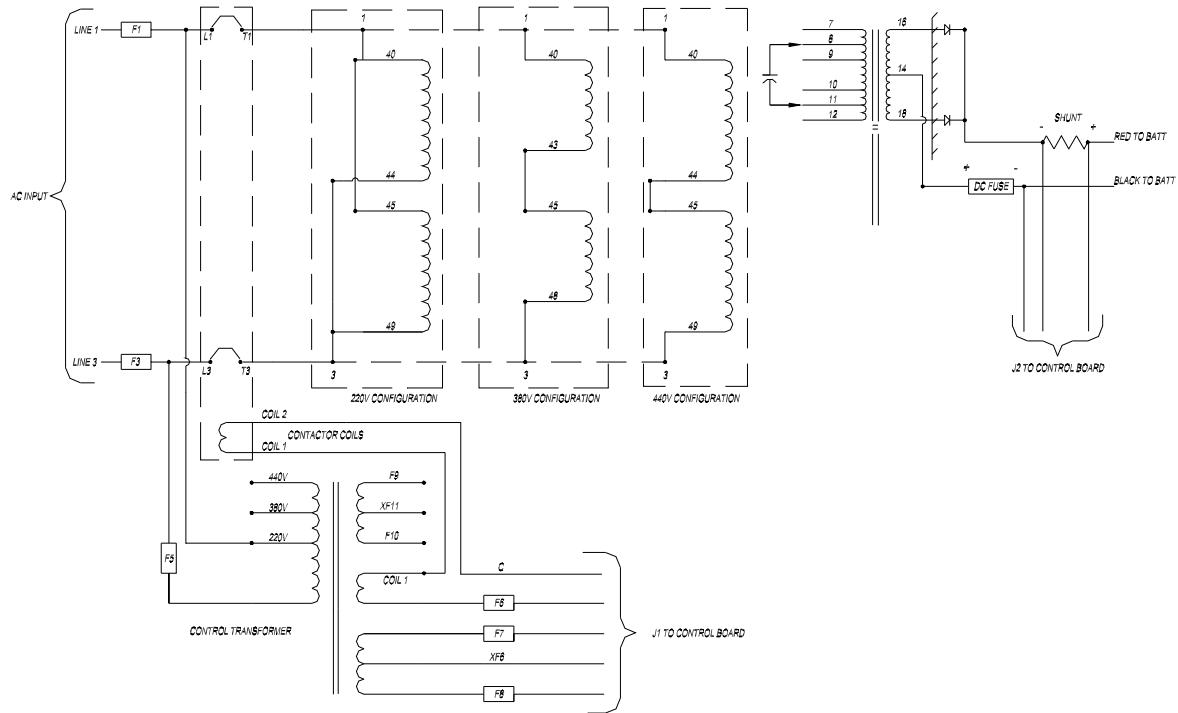 LINE 1
F1
L1
T1
1
40
44
45
49
3
220V CONFIGURATION
1
40
43
45
48
3
380V CONFIGURATION
1
40
44
45
49
3
440V CONFIGURATION
7
8
9
10
11
12
=
16
14
18
SHUNT
-
+
RED TO BATT
+
-
DC FUSE
BLACK TO BATT
J2 TO CONTROL BOARD
AC INPUT
LINE 3
F3
L3
T3
COIL 2
CONTACTOR COILS
COIL 1
440V
380V
220V
F5
CONTROL TRANSFORMER
F9
XF11
F10
COIL 1
C
F6
F7
XF6
F8
J1 TO CONTROL BOARD